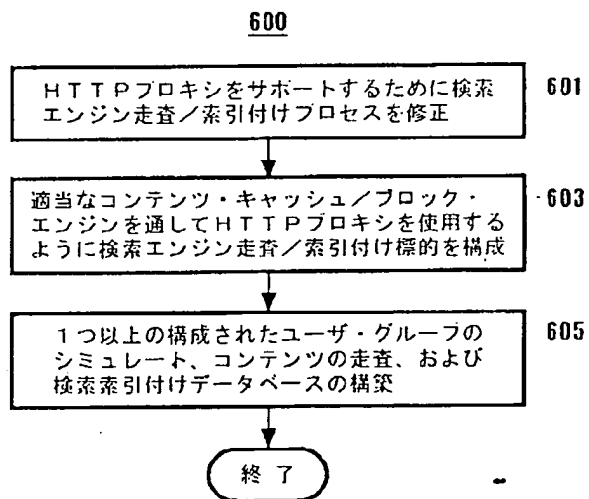 600
HTTPプロキシをサポートするために検索
エンジン走査/索引付けプロセスを修正
601
適当なコンテンツ・キャッシュ/ブロック・
エンジンを通してHTTPプロキシを使用する
ように検索エンジン走査/索引付け標的を構成
603
1つ以上の構成されたユーザ・グループの
シミュレート、コンテンツの走査、および
検索索引付けデータベースの構築
605
終了